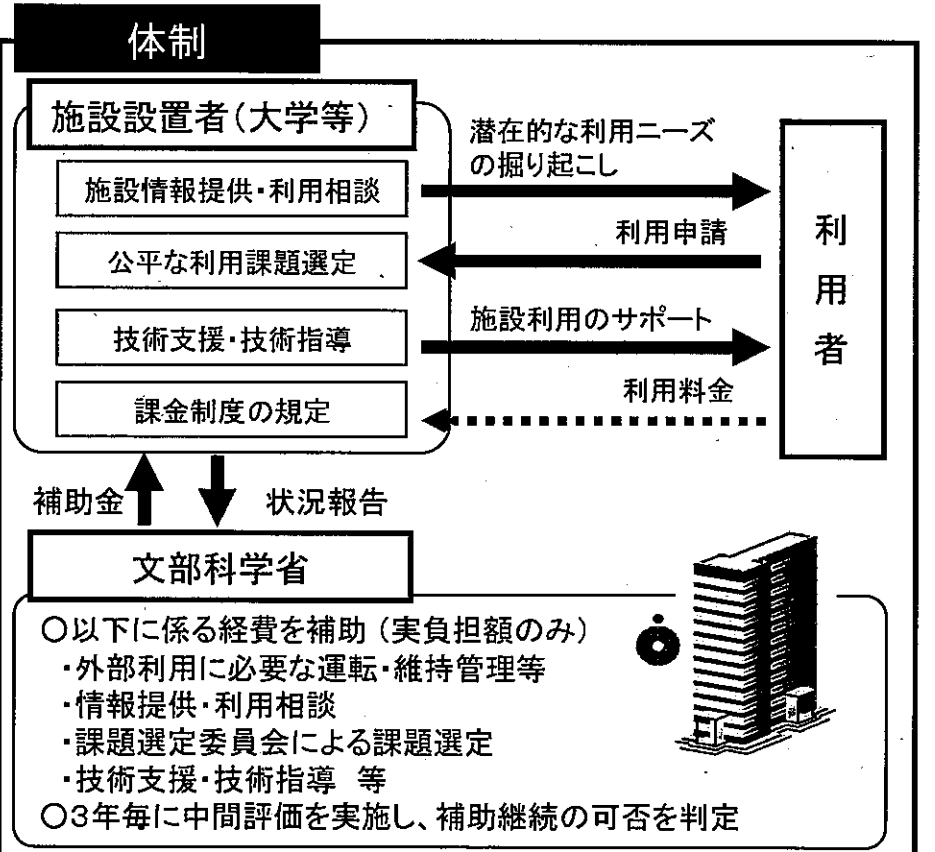 体制
施設設置者(大学等)
施設情報提供・利用相談
公平な利用課題選定
技術支援・技術指導
課金制度の規定
潜在的な利用ニーズ
の掘り起こし
利用申請
施設利用のサポート
利用料金
利用者
補助金
状況報告
文部科学省
○以下に係る経費を補助(実負担額のみ)
・外部利用に必要な運転・維持管理等
・情報提供・利用相談
・課題選定委員会による課題選定
・技術支援・技術指導 等
○3年毎に中間評価を実施し、補助継続の可否を判定